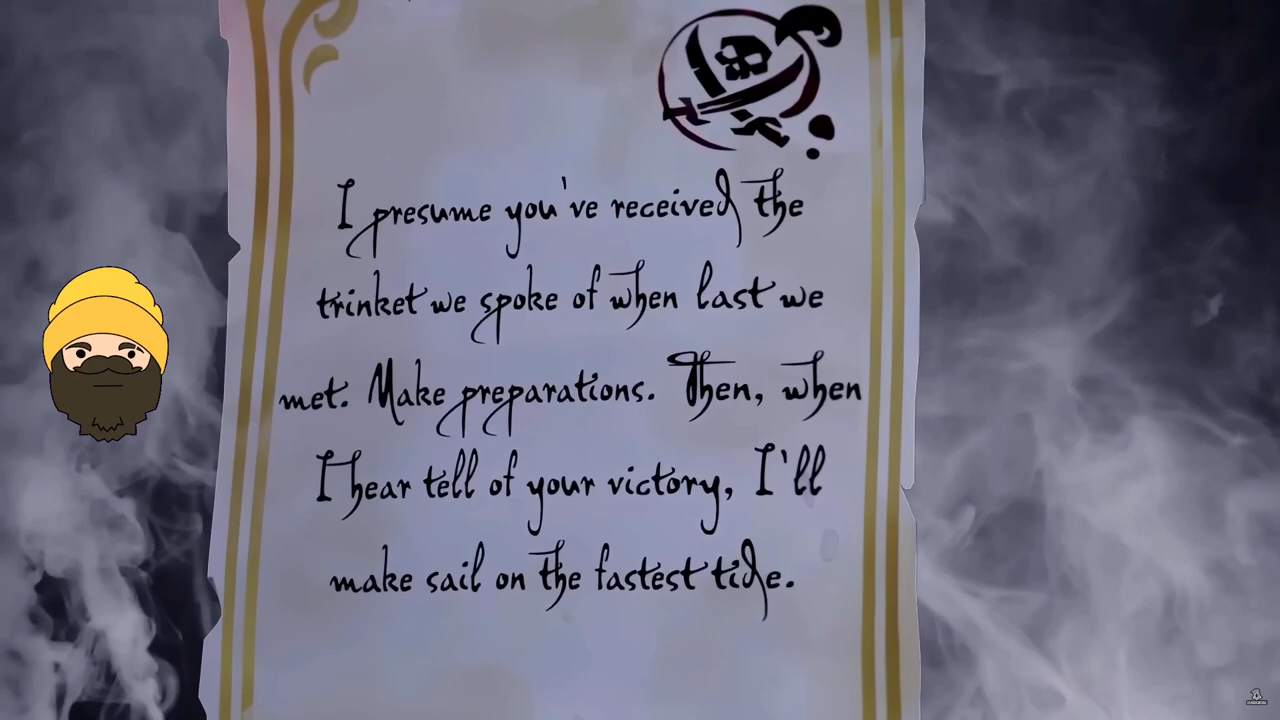 I presume you've received the
trinket we spoke of when last we
met. Make preparations. Then, when
I hear tell of your victory, I'll
make sail on the fastest tide.